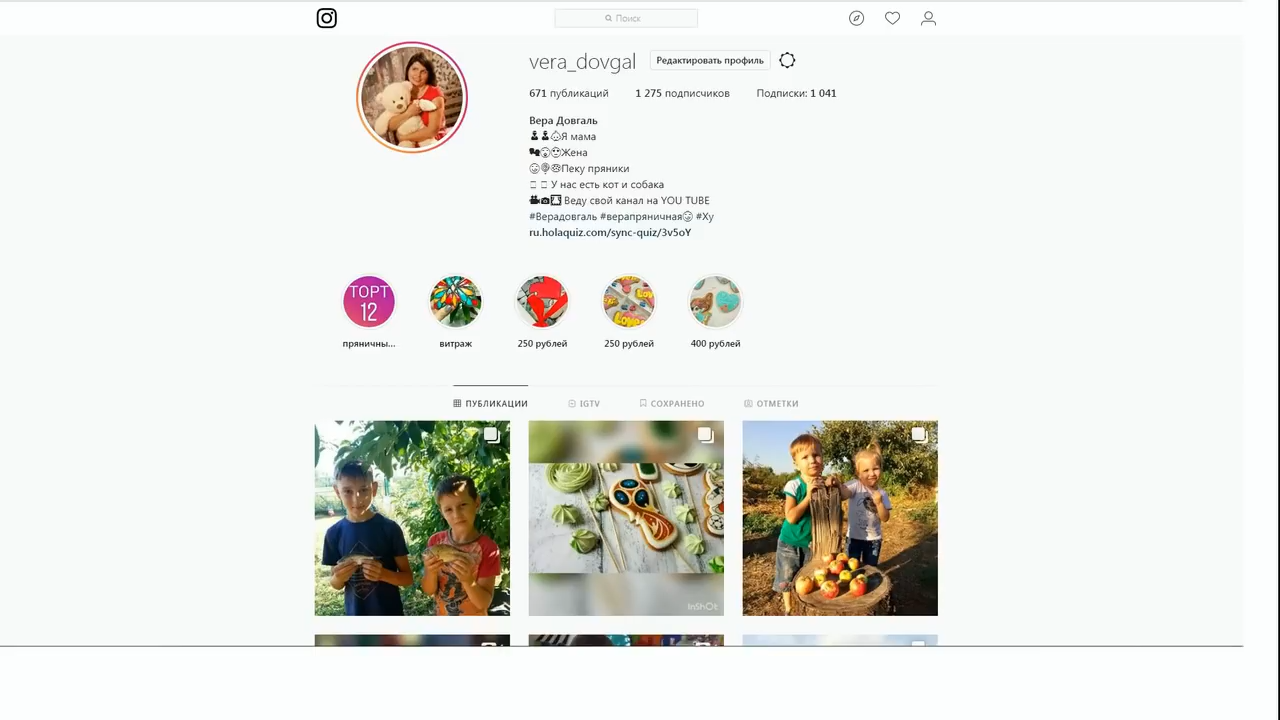 Поиск
vera_dovgal Редактировать профиль
671 публикаций 1 275 подписчиков Подписки: 1 041
Вера Довгаль
Я мама
Жена
Пеку пряники
У нас есть кот и собака
Веду свой канал на YOU TUBE
#Верадовгаль #верапряничная #Ху
ru.holaquiz.com/sync-quiz/3v5oY
ТОРТ
12
пряничны... витраж 250 рублей 250 рублей 400 рублей
ПУБЛИКАЦИИ IGTV СОХРАНЕНО ОТМЕТКИ
InShOt